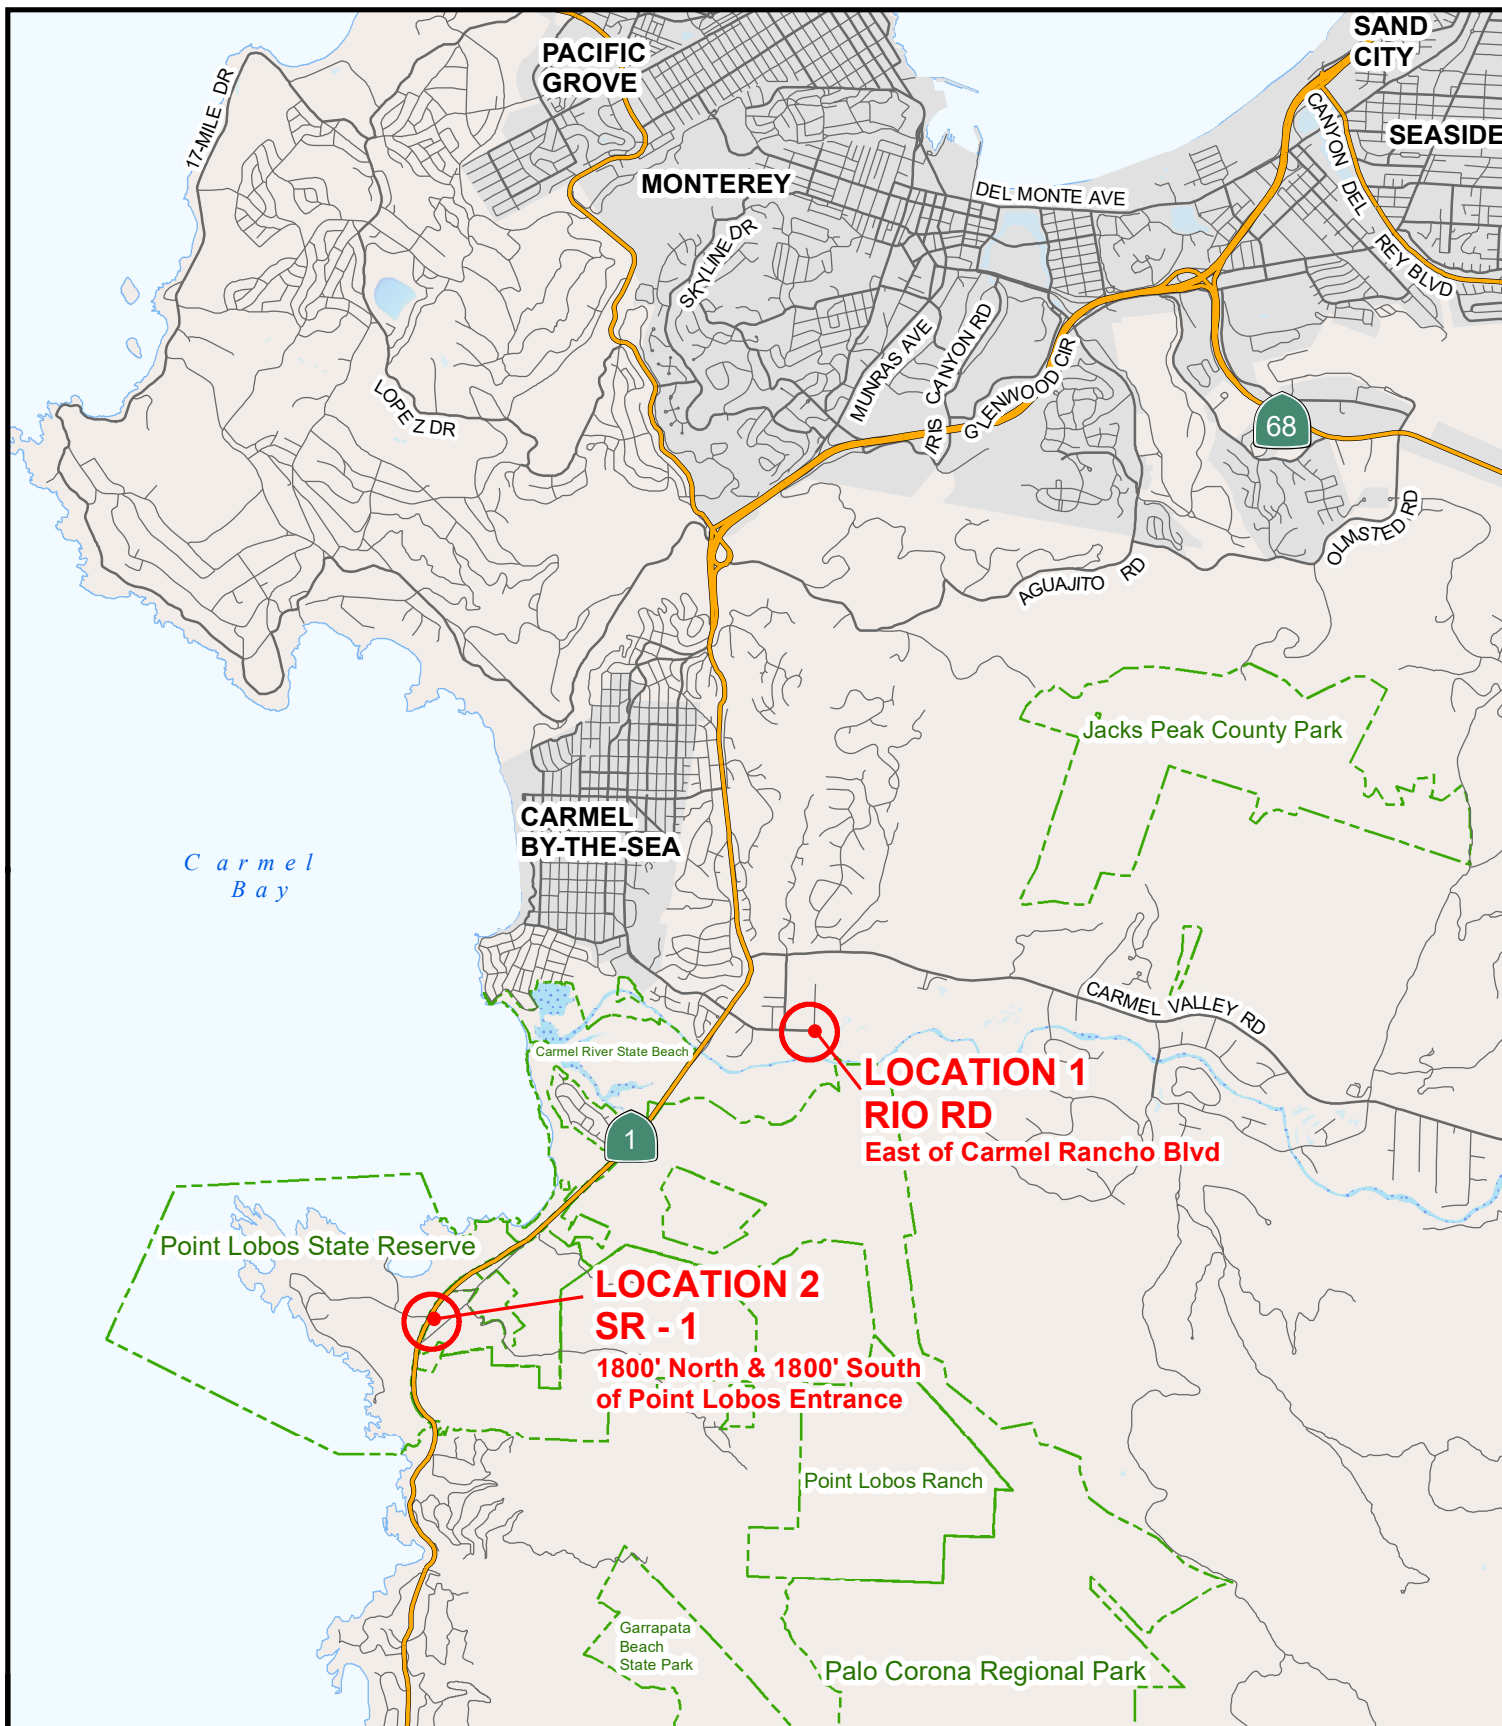 PACIFIC
GROVE
SAND
CITY
17-MILE DR
CANYON DEL REY BLVD
SEASIDE
MONTEREY
DEL MONTE AVE
SKYLINE DR
MUNRAS AVE
IRIS CANYON RD
GLENWOOD CIR
LOPEZ DR
68
OLMSTED RD
AGUAJITO RD
Jacks Peak County Park
CARMEL
BY-THE-SEA
Carmel
Bay
CARMEL VALLEY RD
Carmel River State Beach
LOCATION 1
RIO RD
East of Carmel Rancho Blvd
1
Point Lobos State Reserve
LOCATION 2
SR - 1
1800' North & 1800' South
of Point Lobos Entrance
Point Lobos Ranch
Garrapata
Beach
State Park
Palo Corona Regional Park